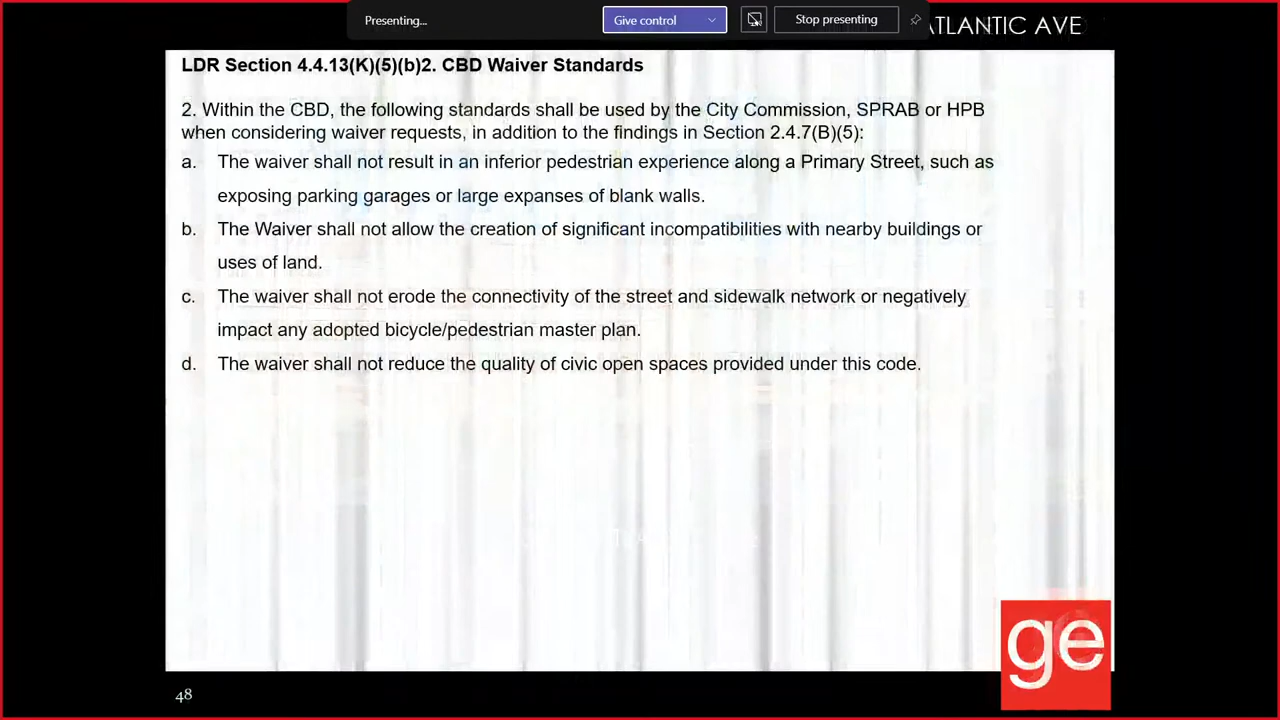 Presenting...
Give control
Stop presenting
ATLANTIC AVE
LDR Section 4.4.13(K)(5)(b)2. CBD Waiver Standards
2. Within the CBD, the following standards shall be used by the City Commission, SPRAB or HPB
when considering waiver requests, in addition to the findings in Section 2.4.7(B)(5):
a. The waiver shall not result in an inferior pedestrian experience along a Primary Street, such as
exposing parking garages or large expanses of blank walls.
b. The Waiver shall not allow the creation of significant incompatibilities with nearby buildings or
uses of land.
c. The waiver shall not erode the connectivity of the street and sidewalk network or negatively
impact any adopted bicycle/pedestrian master plan.
d. The waiver shall not reduce the quality of civic open spaces provided under this code.
ge
48